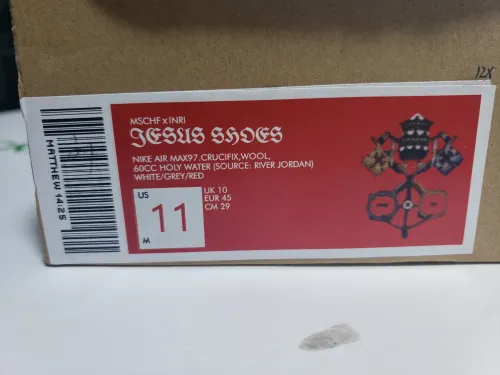 12X
MSCHF x INRI
JESUS SHOES
NIKE AIR MAX97.CRUCIFIX,WOOL,
60CC HOLY WATER (SOURCE: RIVER JORDAN)
WHITE/GREY/RED
US
11
M
UK 10
EUR 45
CM 29
MATTHEW 14:25